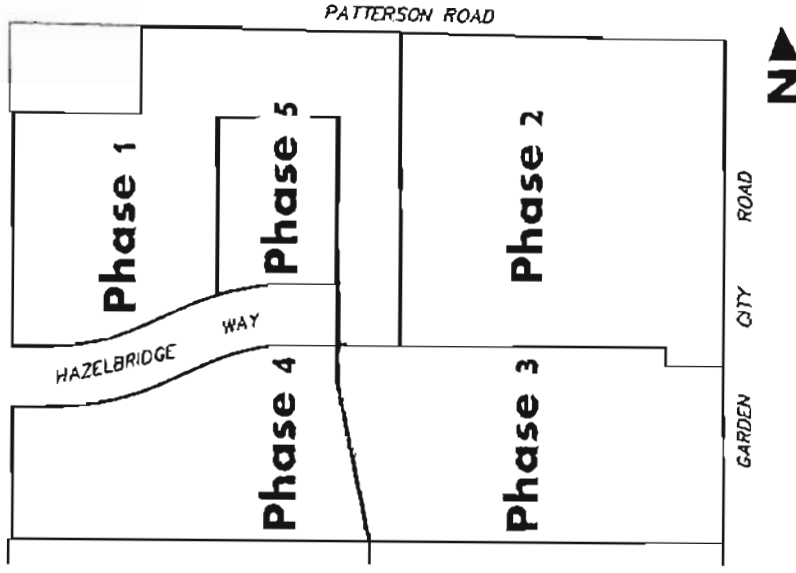 PATTERSON ROAD
N
Phase 1
Phase 5
Phase 2
HAZELBRIDGE WAY
Phase 4
Phase 3
GARDEN CITY ROAD